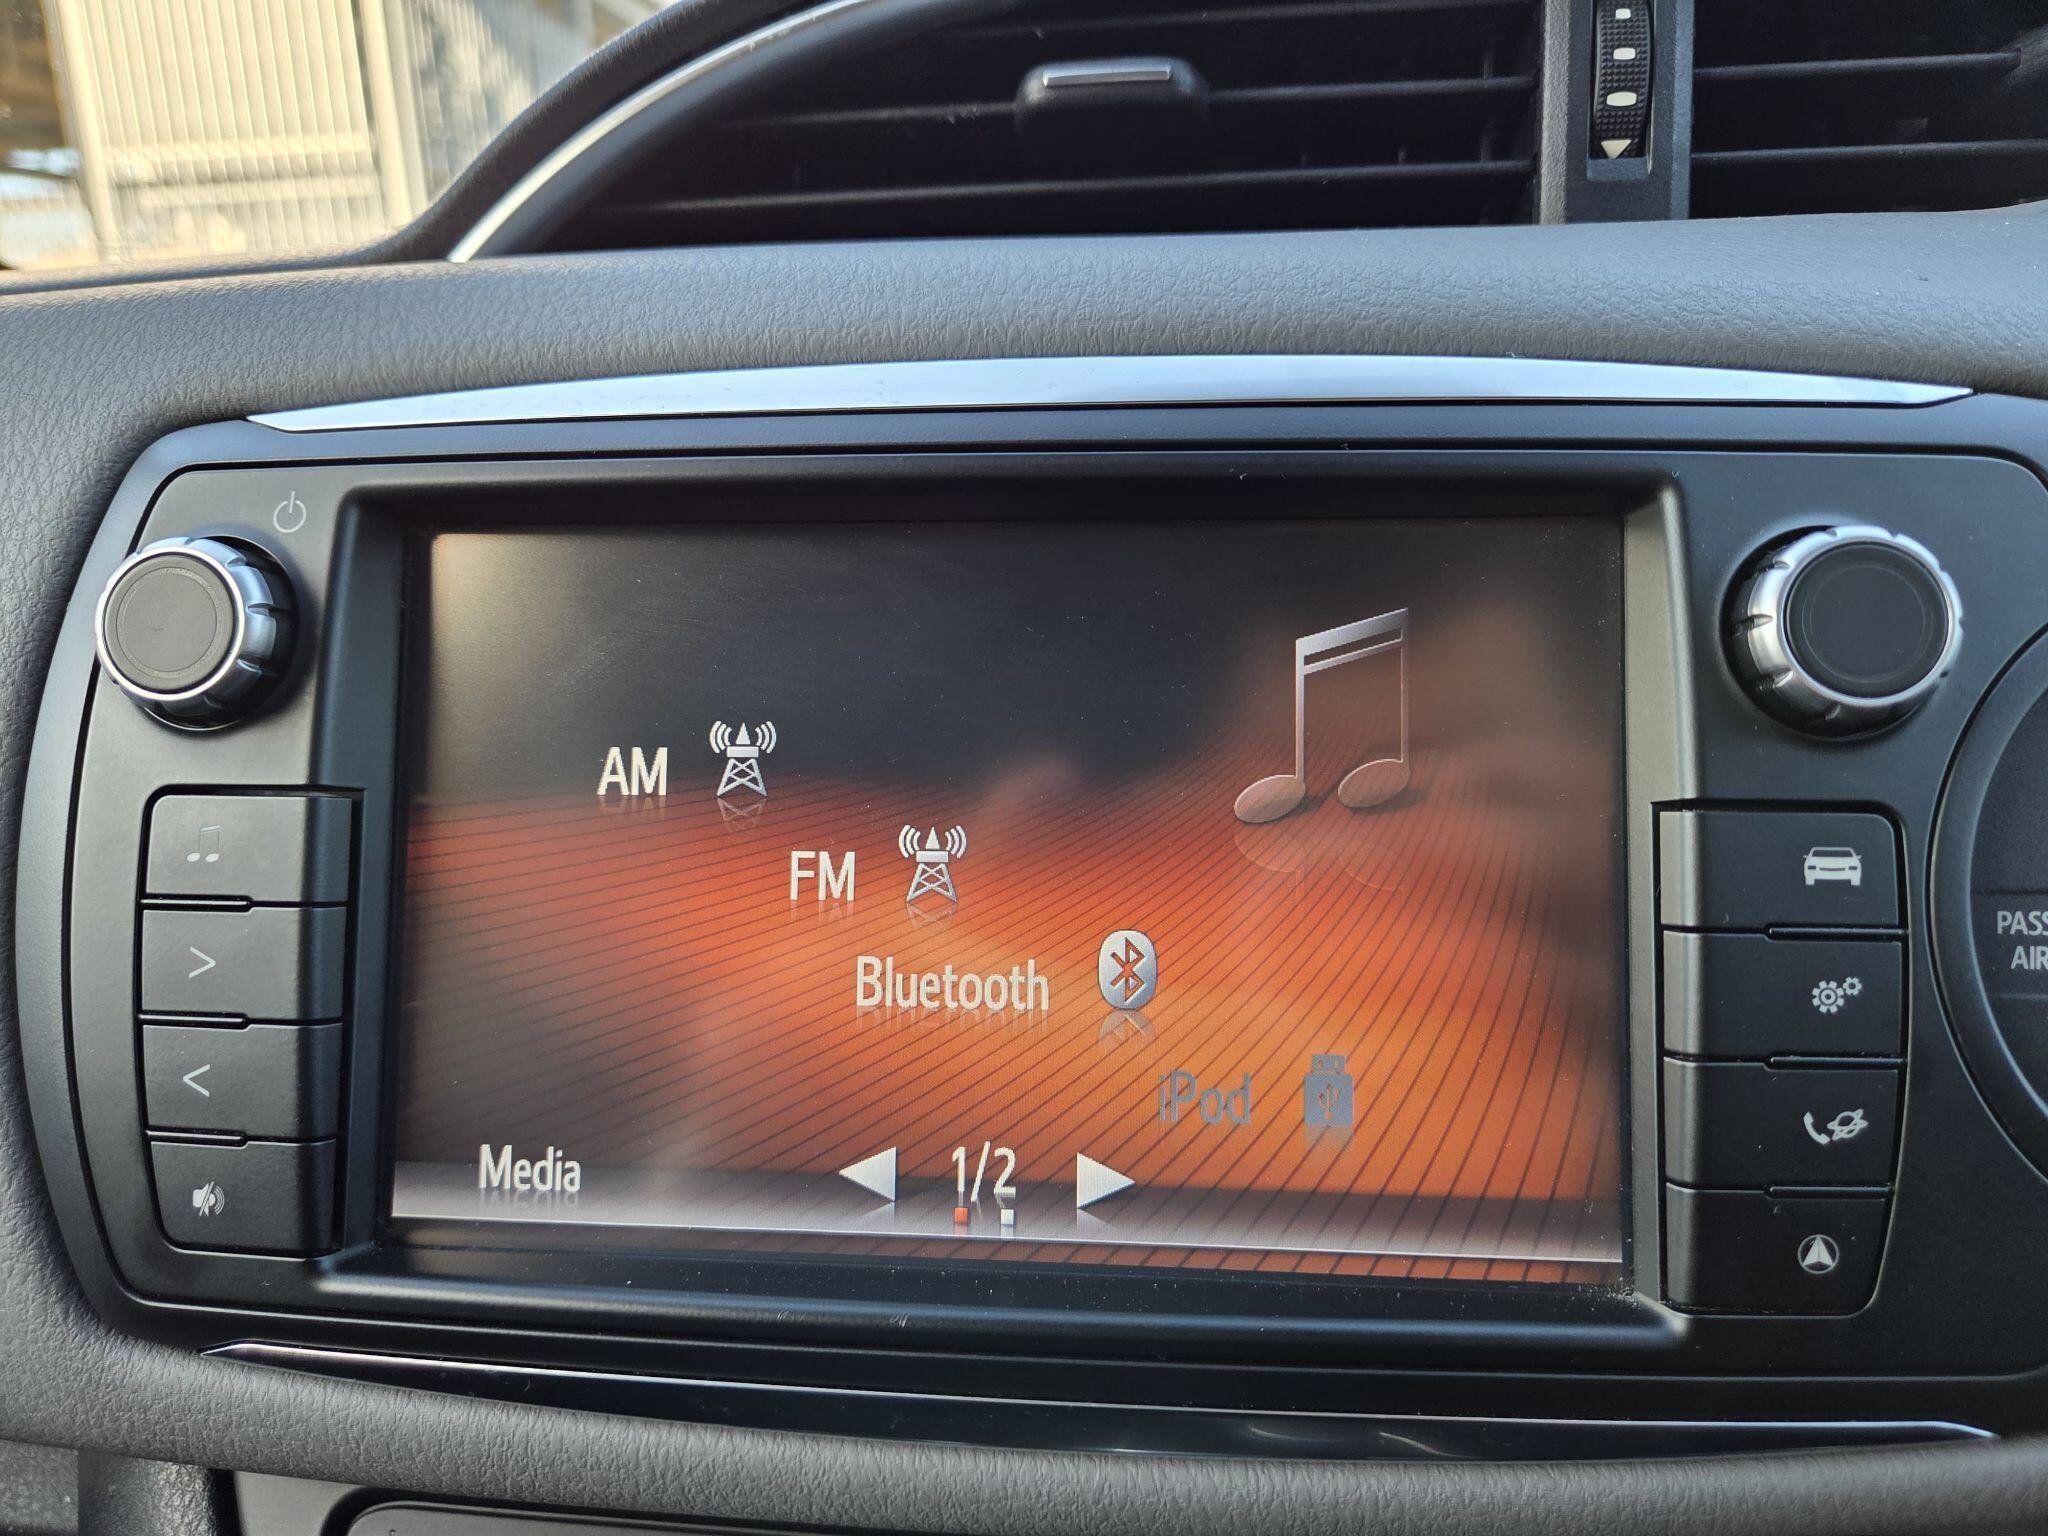 AM
FM
Bluetooth
iPod
Media
1/2
PASS
AIR